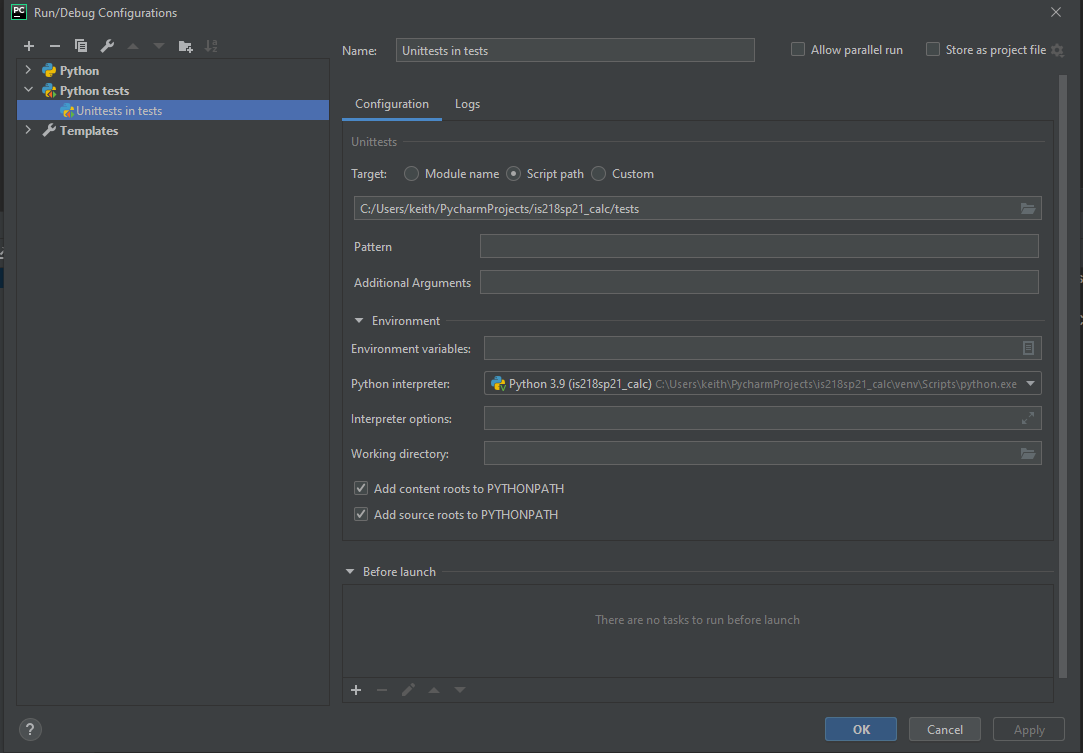 PC Run/Debug Configurations
Name: Unittests in tests Allow parallel run Store as project file
Python
Python tests
Unittests in tests
Templates
Configuration Logs
Unittests
Target: Module name Script path Custom
C:/Users/keith/PycharmProjects/is218sp21_calc/tests
Pattern
Additional Arguments
Environment
Environment variables:
Python interpreter: Python 3.9 (is218sp21_calc) C:\Users\keith\PycharmProjects\is218sp21_calc\venv\Scripts\python.exe
Interpreter options:
Working directory:
Add content roots to PYTHONPATH
Add source roots to PYTHONPATH
Before launch
There are no tasks to run before launch
? OK Cancel Apply